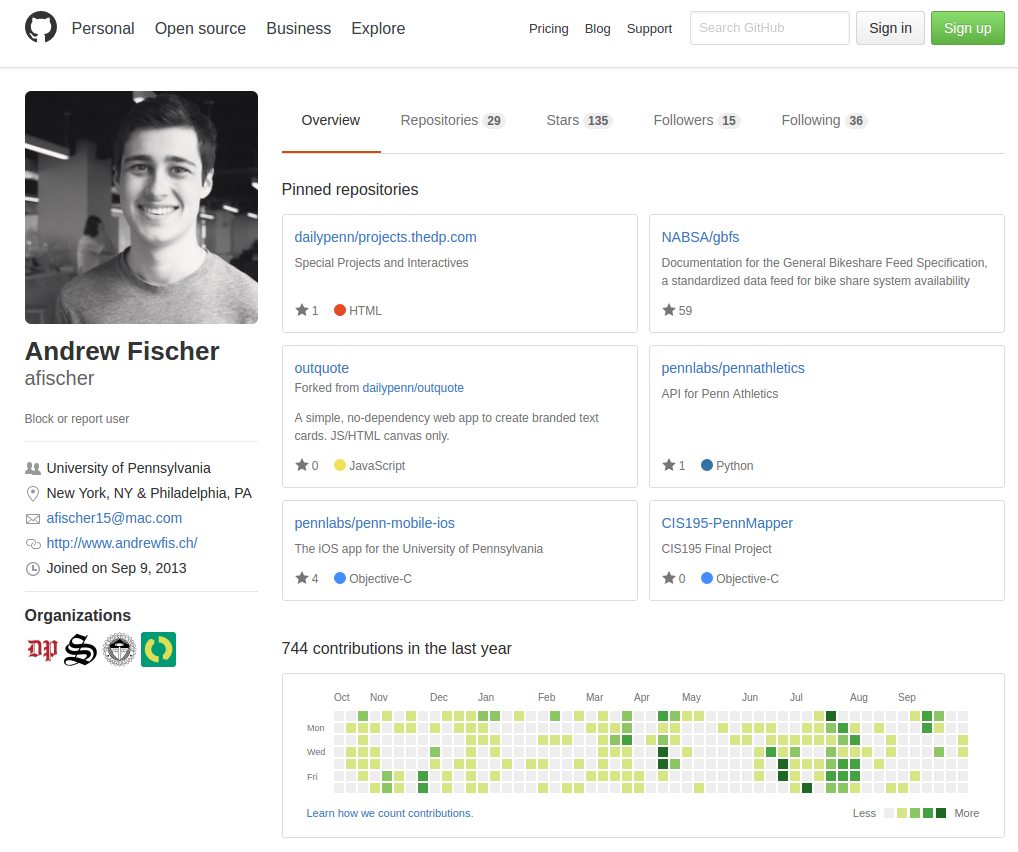 Personal Open source Business Explore Pricing Blog Support Search GitHub Sign in Sign up
Overview Repositories 29 Stars 135 Followers 15 Following 36
Andrew Fischer
afischer
Block or report user
University of Pennsylvania
New York, NY & Philadelphia, PA
afischer15@mac.com
http://www.andrewfis.ch/
Joined on Sep 9, 2013
Organizations
DP S
Pinned repositories
dailypenn/projects.thedp.com
Special Projects and Interactives
1 HTML
NABSA/gbfs
Documentation for the General Bikeshare Feed Specification,
a standardized data feed for bike share system availability
59
outquote
Forked from dailypenn/outquote
A simple, no-dependency web app to create branded text
cards. JS/HTML canvas only.
0 JavaScript
pennlabs/pennathletics
API for Penn Athletics
1 Python
pennlabs/penn-mobile-ios
The iOS app for the University of Pennsylvania
4 Objective-C
CIS195-PennMapper
CIS195 Final Project
0 Objective-C
744 contributions in the last year
Oct Nov Dec Jan Feb Mar Apr May Jun Jul Aug Sep
Mon
Wed
Fri
Learn how we count contributions. Less More